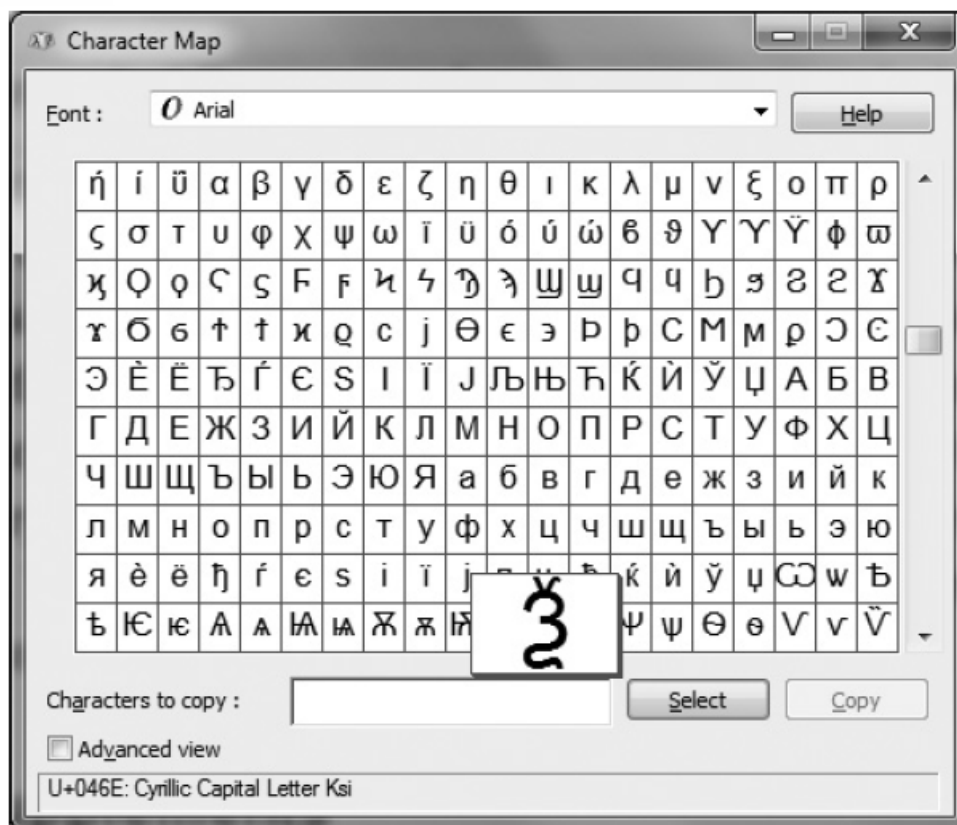 Character Map
Font : O Arial Help
ή ί ΰ α β γ δ ε ζ η θ ι κ λ μ ν ξ ο π ρ
ς σ τ υ φ χ ψ ω ϊ ϋ ό ύ ώ ϐ ϑ ϒ ϓ ϔ ϕ ϖ
ϗ Ϙ ϙ Ϛ ϛ Ϝ ϝ Ϟ ϟ Ϡ ϡ Ϣ ϣ Ϥ ϥ Ϧ ϧ Ϩ ϩ Ϫ
ϫ Ϭ ϭ Ϯ ϯ ϰ ϱ ϲ ϳ ϴ ϵ ϶ Ϸ ϸ Ϲ Ϻ ϻ ϼ Ͻ Ͼ
Ͽ Ѐ Ё Ђ Ѓ Є Ѕ І Ї Ј Љ Њ Ћ Ќ Ѝ Ў Џ А Б В
Г Д Е Ж З И Й К Л М Н О П Р С Т У Ф Х Ц
Ч Ш Щ Ъ Ы Ь Э Ю Я а б в г д е ж з и й к
л м н о п р с т у ф х ц ч ш щ ъ ы ь э ю
я ѐ ё ђ ѓ є ѕ і ї ј ќ ѝ ў џ Ѡ ѡ Ѣ
ѣ Ѥ ѥ Ѧ ѧ Ѩ ѩ Ѫ ѫ Ѭ Ѯ Ѱ ѱ Ѳ ѳ Ѵ ѵ Ѷ
Characters to copy : Select Copy
Advanced view
U+046E: Cyrillic Capital Letter Ksi